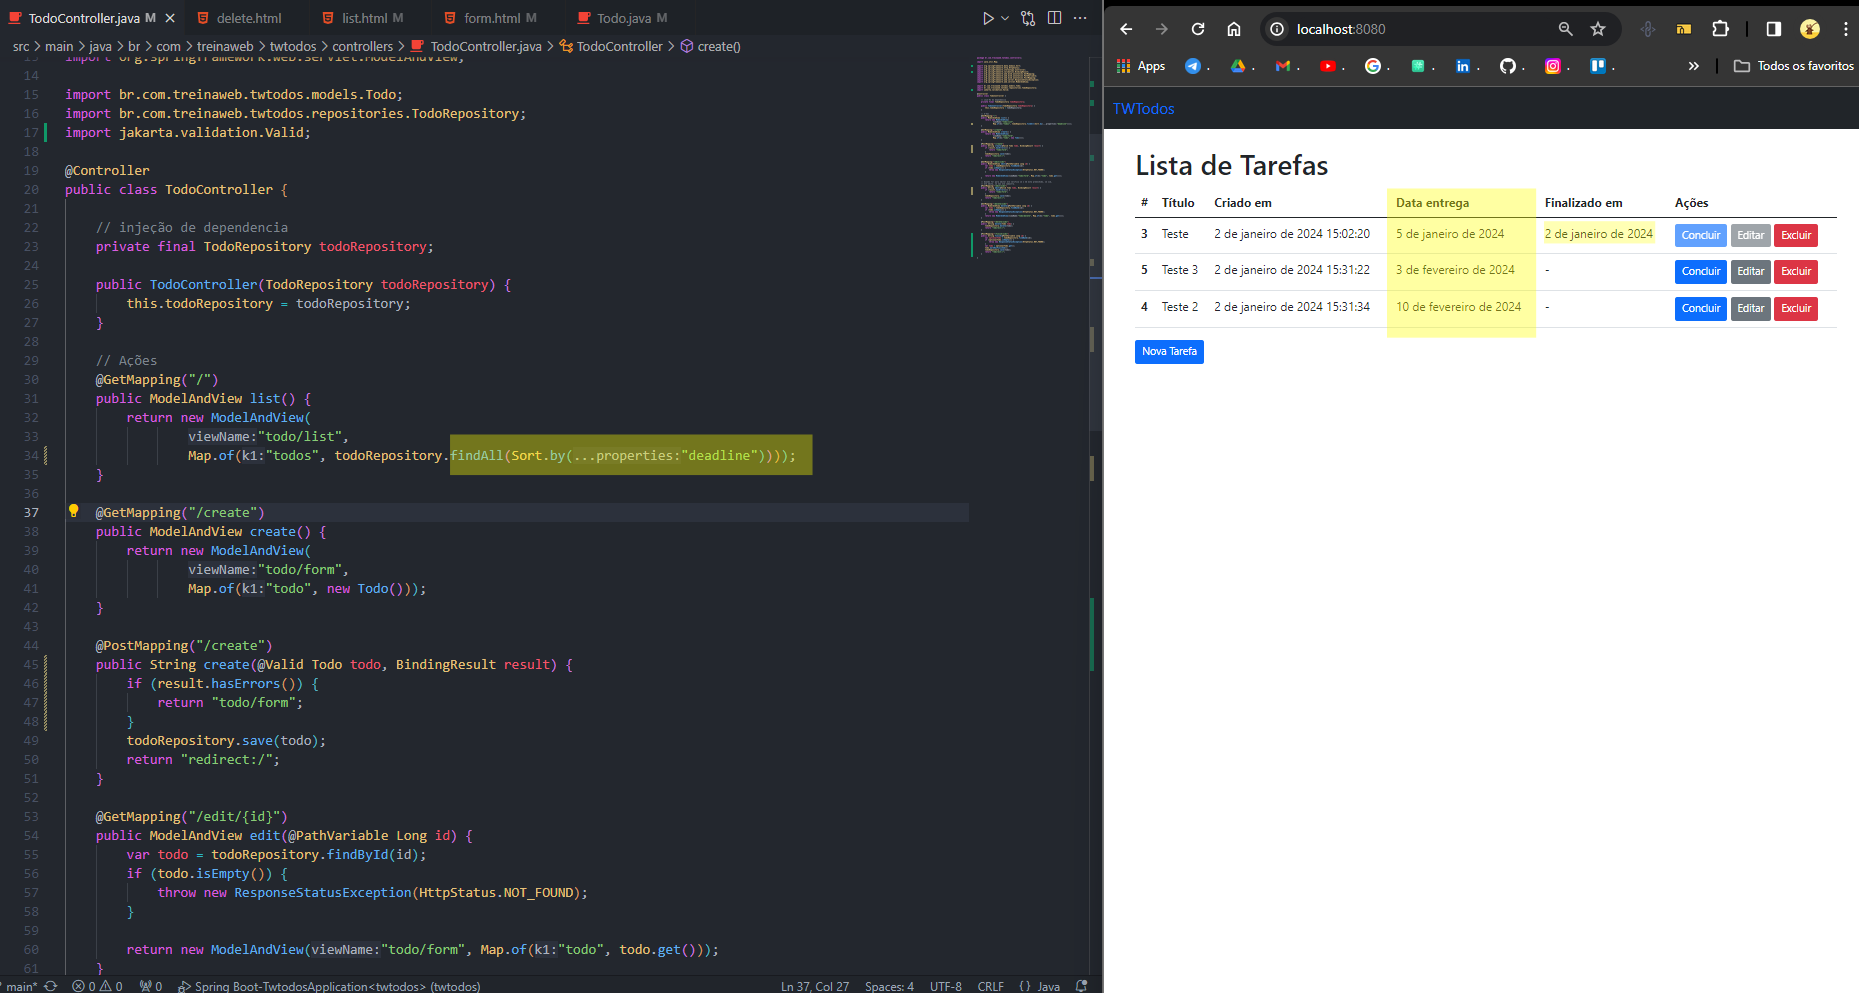 TodoController.java M
delete.html
list.html M
form.html M
Todo.java M
src > main > java > br > com > treinaweb > twtodos > controllers > TodoController.java > TodoController > create()
13 import org.springframework.web.servlet.ModelAndView;
14
15 import br.com.treinaweb.twtodos.models.Todo;
16 import br.com.treinaweb.twtodos.repositories.TodoRepository;
17 import jakarta.validation.Valid;
18
19 @Controller
20 public class TodoController {
21
22 // injeção de dependencia
23 private final TodoRepository todoRepository;
24
25 public TodoController(TodoRepository todoRepository) {
26 this.todoRepository = todoRepository;
27 }
28
29 // Ações
30 @GetMapping("/")
31 public ModelAndView list() {
32 return new ModelAndView(
33 viewName:"todo/list",
34 Map.of(k1:"todos", todoRepository.findAll(Sort.by(...properties:"deadline"))));
35 }
36
37 @GetMapping("/create")
38 public ModelAndView create() {
39 return new ModelAndView(
40 viewName:"todo/form",
41 Map.of(k1:"todo", new Todo()));
42 }
43
44 @PostMapping("/create")
45 public String create(@Valid Todo todo, BindingResult result) {
46 if (result.hasErrors()) {
47 return "todo/form";
48 }
49 todoRepository.save(todo);
50 return "redirect:/";
51 }
52
53 @GetMapping("/edit/{id}")
54 public ModelAndView edit(@PathVariable Long id) {
55 var todo = todoRepository.findById(id);
56 if (todo.isEmpty()) {
57 throw new ResponseStatusException(HttpStatus.NOT_FOUND);
58 }
59
60 return new ModelAndView(viewName:"todo/form", Map.of(k1:"todo", todo.get()));
61 }
main* 0 0 0 Spring Boot-TwtodosApplication<twtodos> (twtodos) Ln 37, Col 27 Spaces: 4 UTF-8 CRLF {} Java
localhost:8080
Apps . . . . . . . . . . » Todos os favoritos
TWTodos
Lista de Tarefas
# Título Criado em Data entrega Finalizado em Ações
3 Teste 2 de janeiro de 2024 15:02:20 5 de janeiro de 2024 2 de janeiro de 2024 Concluir Editar Excluir
5 Teste 3 2 de janeiro de 2024 15:31:22 3 de fevereiro de 2024 - Concluir Editar Excluir
4 Teste 2 2 de janeiro de 2024 15:31:34 10 de fevereiro de 2024 - Concluir Editar Excluir
Nova Tarefa